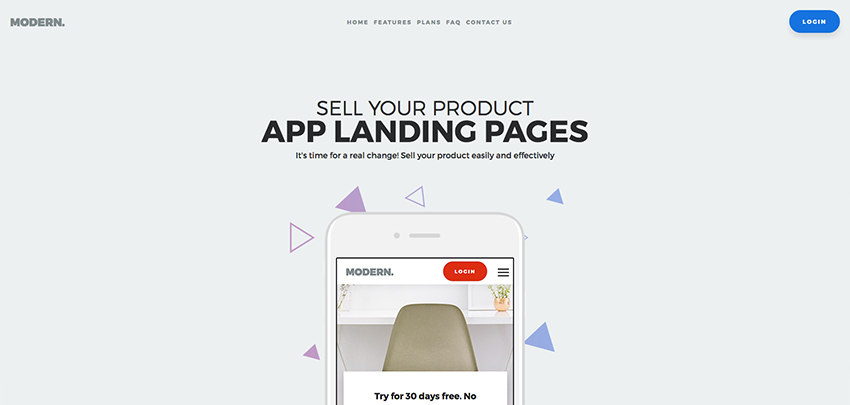 MODERN.
HOME FEATURES PLANS FAQ CONTACT US
LOGIN
SELL YOUR PRODUCT
APP LANDING PAGES
It's time for a real change! Sell your product easily and effectively
MODERN.
LOGIN
Try for 30 days free. No